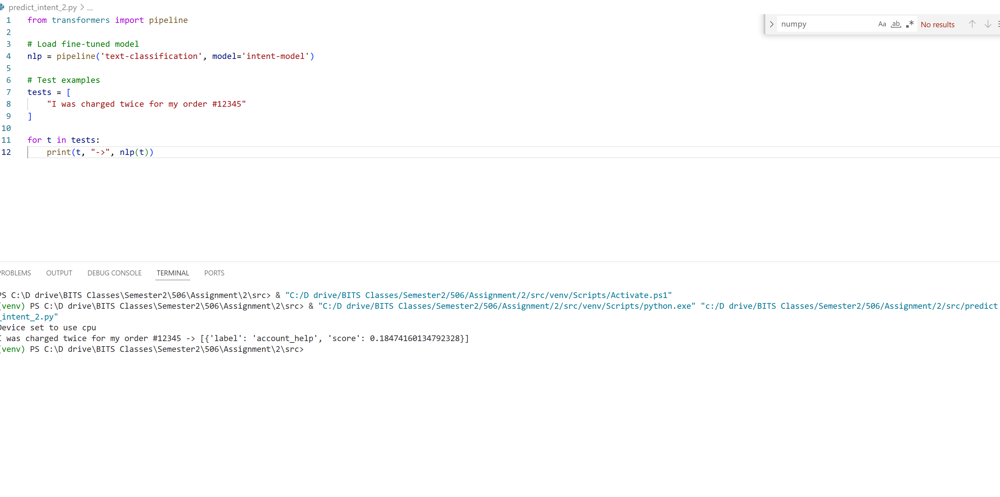 predict_intent_2.py > ...
numpy Aa ab .* No results
1 from transformers import pipeline
2
3 # Load fine-tuned model
4 nlp = pipeline('text-classification', model='intent-model')
5
6 # Test examples
7 tests = [
8     "I was charged twice for my order #12345"
9 ]
10
11 for t in tests:
12     print(t, "->", nlp(t))
PROBLEMS OUTPUT DEBUG CONSOLE TERMINAL PORTS
PS C:\D drive\BITS Classes\Semester2\506\Assignment\2\src> & "C:/D drive/BITS Classes/Semester2/506/Assignment/2/src/venv/Scripts/Activate.ps1"
(venv) PS C:\D drive\BITS Classes\Semester2\506\Assignment\2\src> & "C:/D drive/BITS Classes/Semester2/506/Assignment/2/src/venv/Scripts/python.exe" "c:/D drive/BITS Classes/Semester2/506/Assignment/2/src/predict
_intent_2.py"
Device set to use cpu
I was charged twice for my order #12345 -> [{'label': 'account_help', 'score': 0.18474160134792328}]
(venv) PS C:\D drive\BITS Classes\Semester2\506\Assignment\2\src>